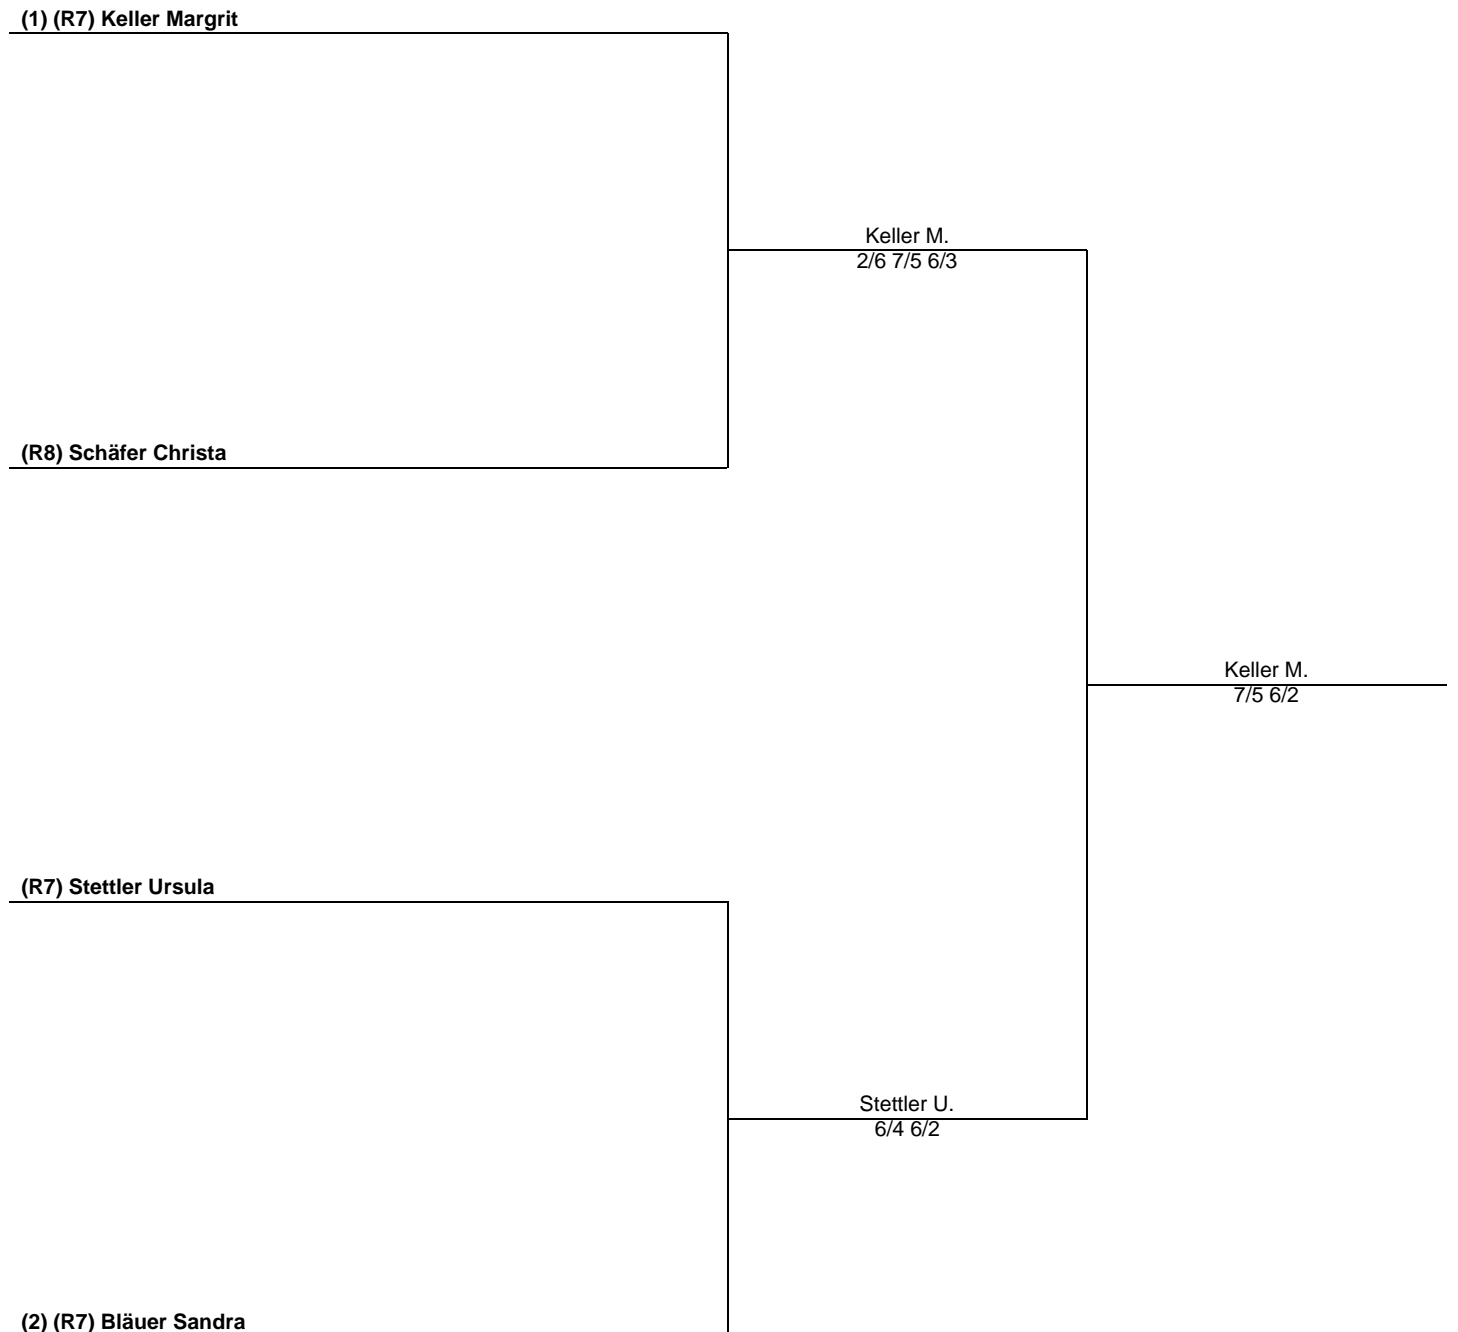 (1) (R7) Keller Margrit
Keller M.
2/6 7/5 6/3
(R8) Schäfer Christa
Keller M.
7/5 6/2
(R7) Stettler Ursula
Stettler U.
6/4 6/2
(2) (R7) Bläuer Sandra